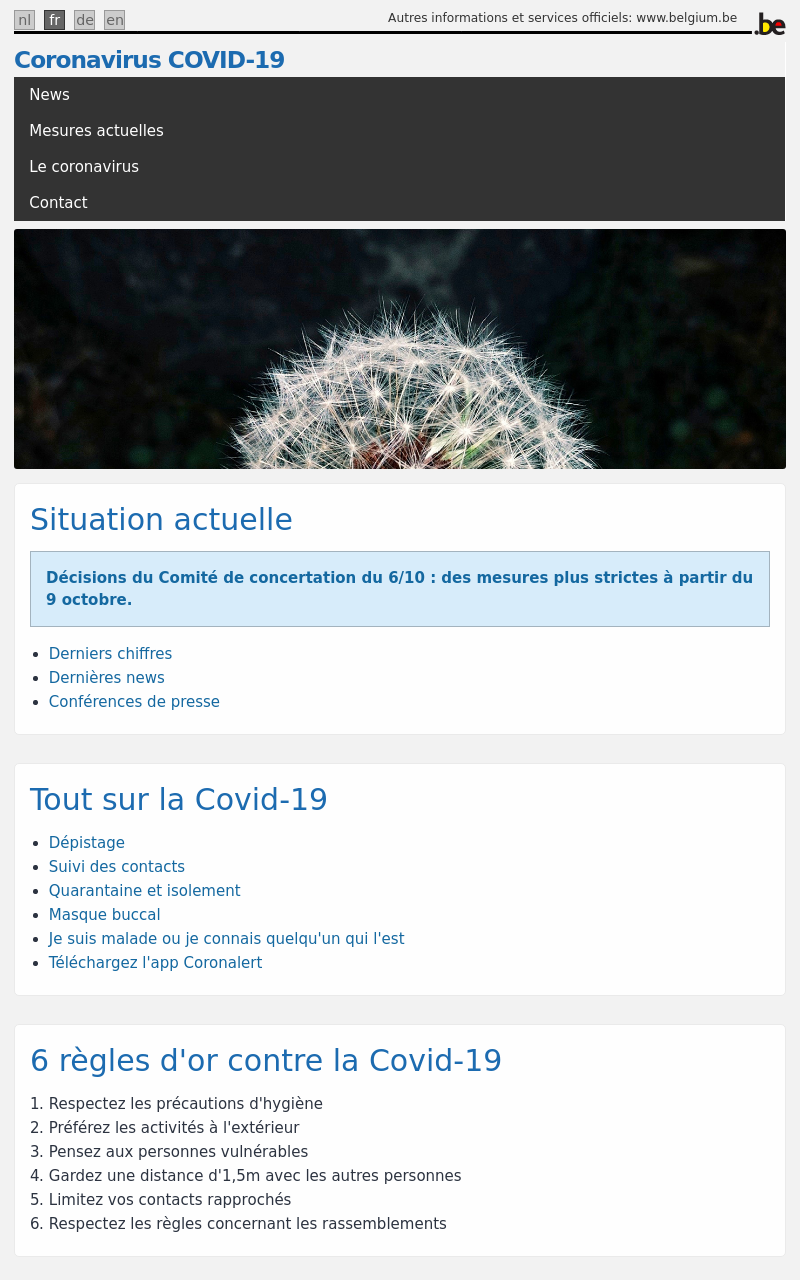 nl fr de en
Autres informations et services officiels: www.belgium.be
.be
Coronavirus COVID-19
News
Mesures actuelles
Le coronavirus
Contact
Situation actuelle
Décisions du Comité de concertation du 6/10 : des mesures plus strictes à partir du
9 octobre.
Derniers chiffres
Dernières news
Conférences de presse
Tout sur la Covid-19
Dépistage
Suivi des contacts
Quarantaine et isolement
Masque buccal
Je suis malade ou je connais quelqu'un qui l'est
Téléchargez l'app Coronalert
6 règles d'or contre la Covid-19
1. Respectez les précautions d'hygiène
2. Préférez les activités à l'extérieur
3. Pensez aux personnes vulnérables
4. Gardez une distance d'1,5m avec les autres personnes
5. Limitez vos contacts rapprochés
6. Respectez les règles concernant les rassemblements